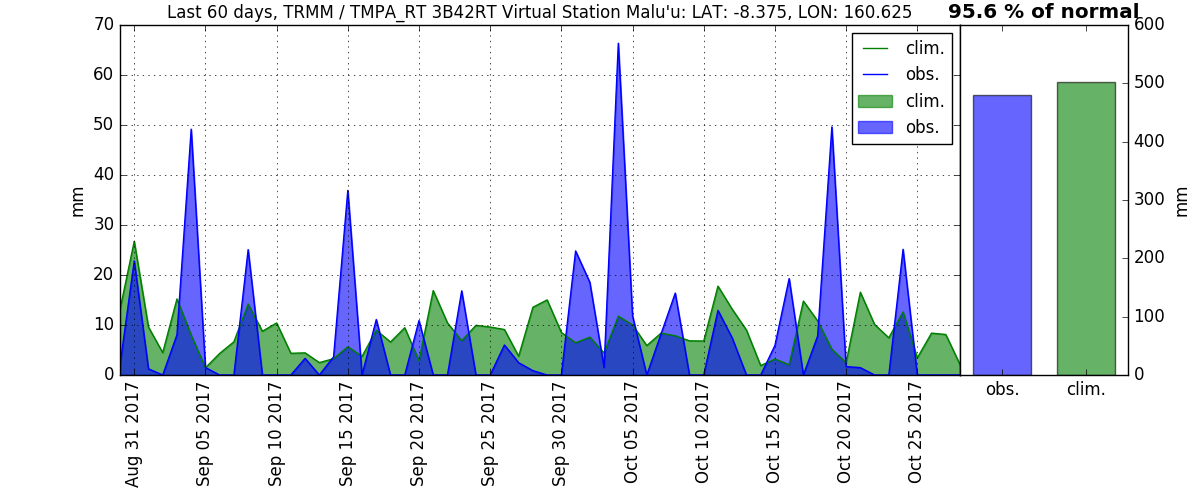 Last 60 days, TRMM / TMPA_RT 3B42RT Virtual Station Malu'u: LAT: -8.375, LON: 160.625
95.6 % of normal
70
60
50
40
30
20
10
0
mm
clim.
obs.
clim.
obs.
600
500
400
300
200
100
0
mm
obs.
clim.
Aug 31 2017
Sep 05 2017
Sep 10 2017
Sep 15 2017
Sep 20 2017
Sep 25 2017
Sep 30 2017
Oct 05 2017
Oct 10 2017
Oct 15 2017
Oct 20 2017
Oct 25 2017